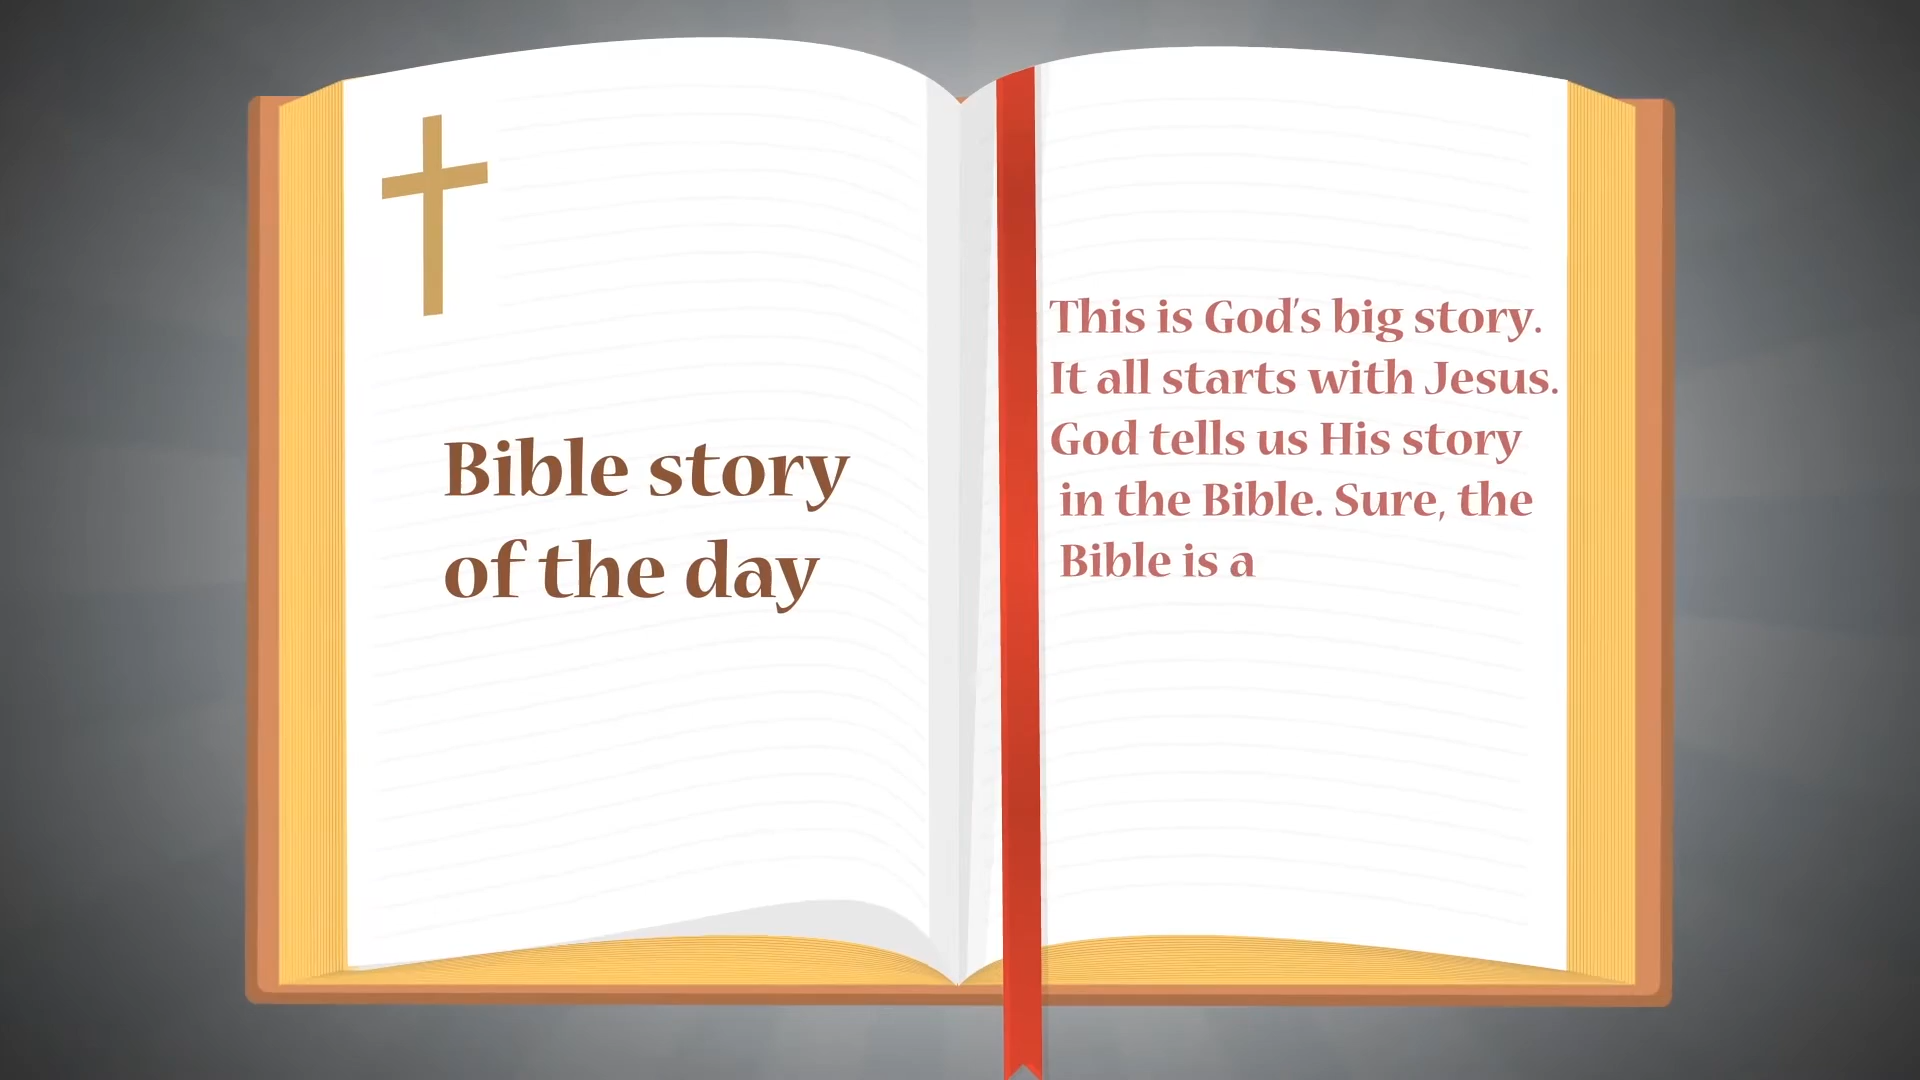 Bible story
of the day
This is God's big story.
It all starts with Jesus.
God tells us His story
in the Bible. Sure, the
Bible is a